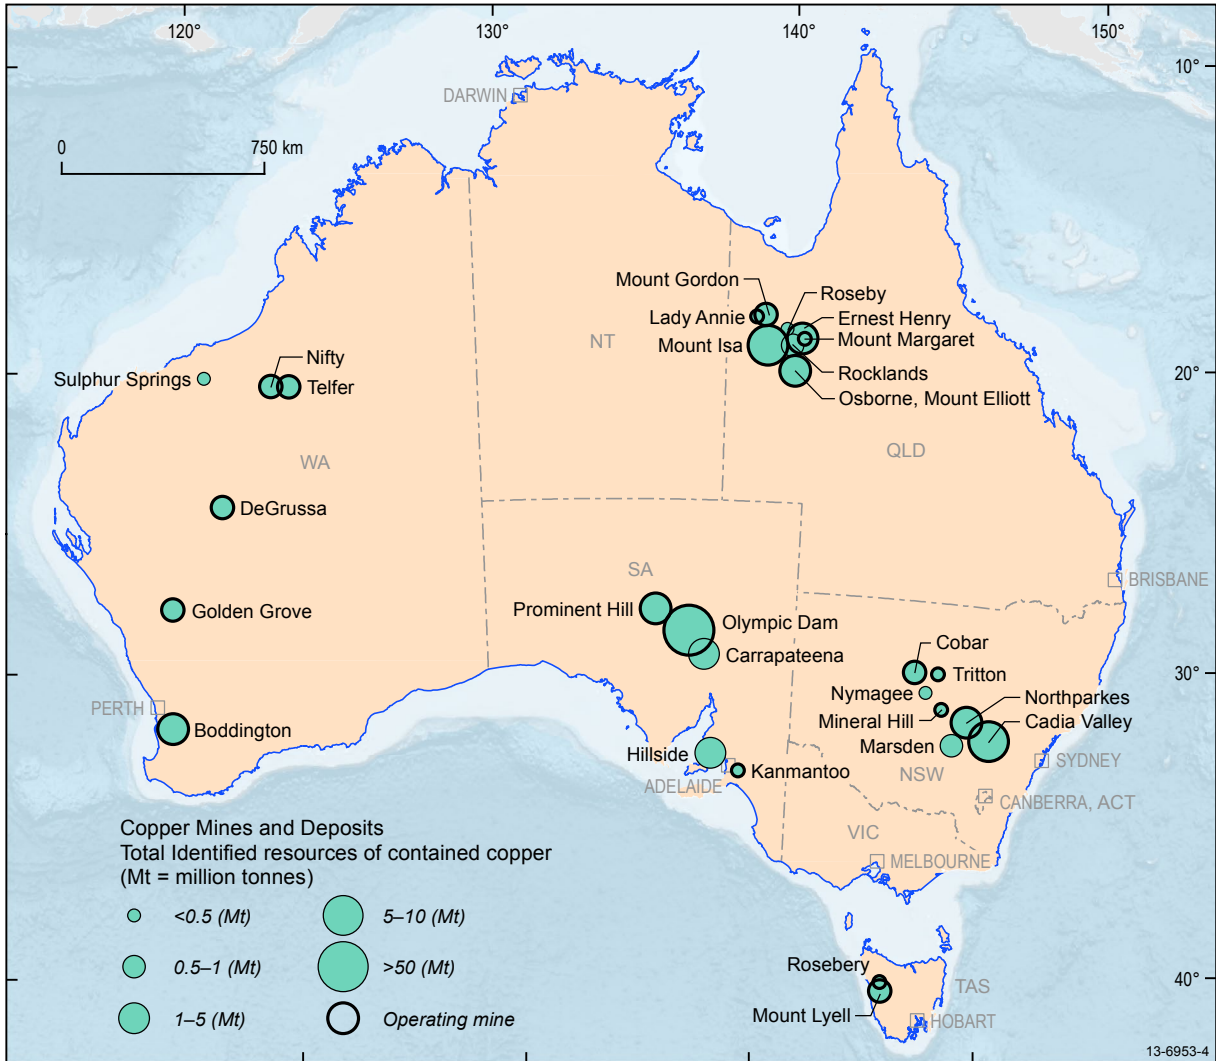 120°
130°
140°
150°
10°
DARWIN
0
750 km
Mount Gordon
Roseby
Lady Annie
Ernest Henry
NT
Mount Isa
Mount Margaret
Nifty
Sulphur Springs
Rocklands
20°
Telfer
Osborne, Mount Elliott
QLD
WA
DeGrussa
SA
BRISBANE
Prominent Hill
Golden Grove
Olympic Dam
Cobar
Carrapateena
Tritton
30°
Nymagee
Northparkes
PERTH
Mineral Hill
Cadia Valley
Boddington
Marsden
Hillside
SYDNEY
Kanmantoo
NSW
ADELAIDE
CANBERRA, ACT
Copper Mines and Deposits
VIC
Total Identified resources of contained copper
MELBOURNE
(Mt = million tonnes)
<0.5 (Mt)
5–10 (Mt)
0.5–1 (Mt)
>50 (Mt)
Rosebery
40°
TAS
1–5 (Mt)
Operating mine
Mount Lyell
HOBART
13-6953-4